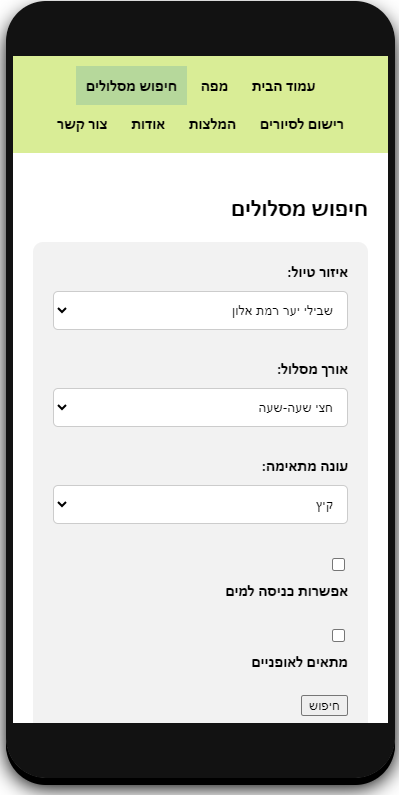 עמוד הבית מפה חיפוש מסלולים
רישום לסיורים המלצות אודות צור קשר
חיפוש מסלולים
איזור טיול:
שבילי יער רמת אלון
אורך מסלול:
חצי שעה-שעה
עונה מתאימה:
קיץ
אפשרות כניסה למים
מתאים לאופניים
חיפוש